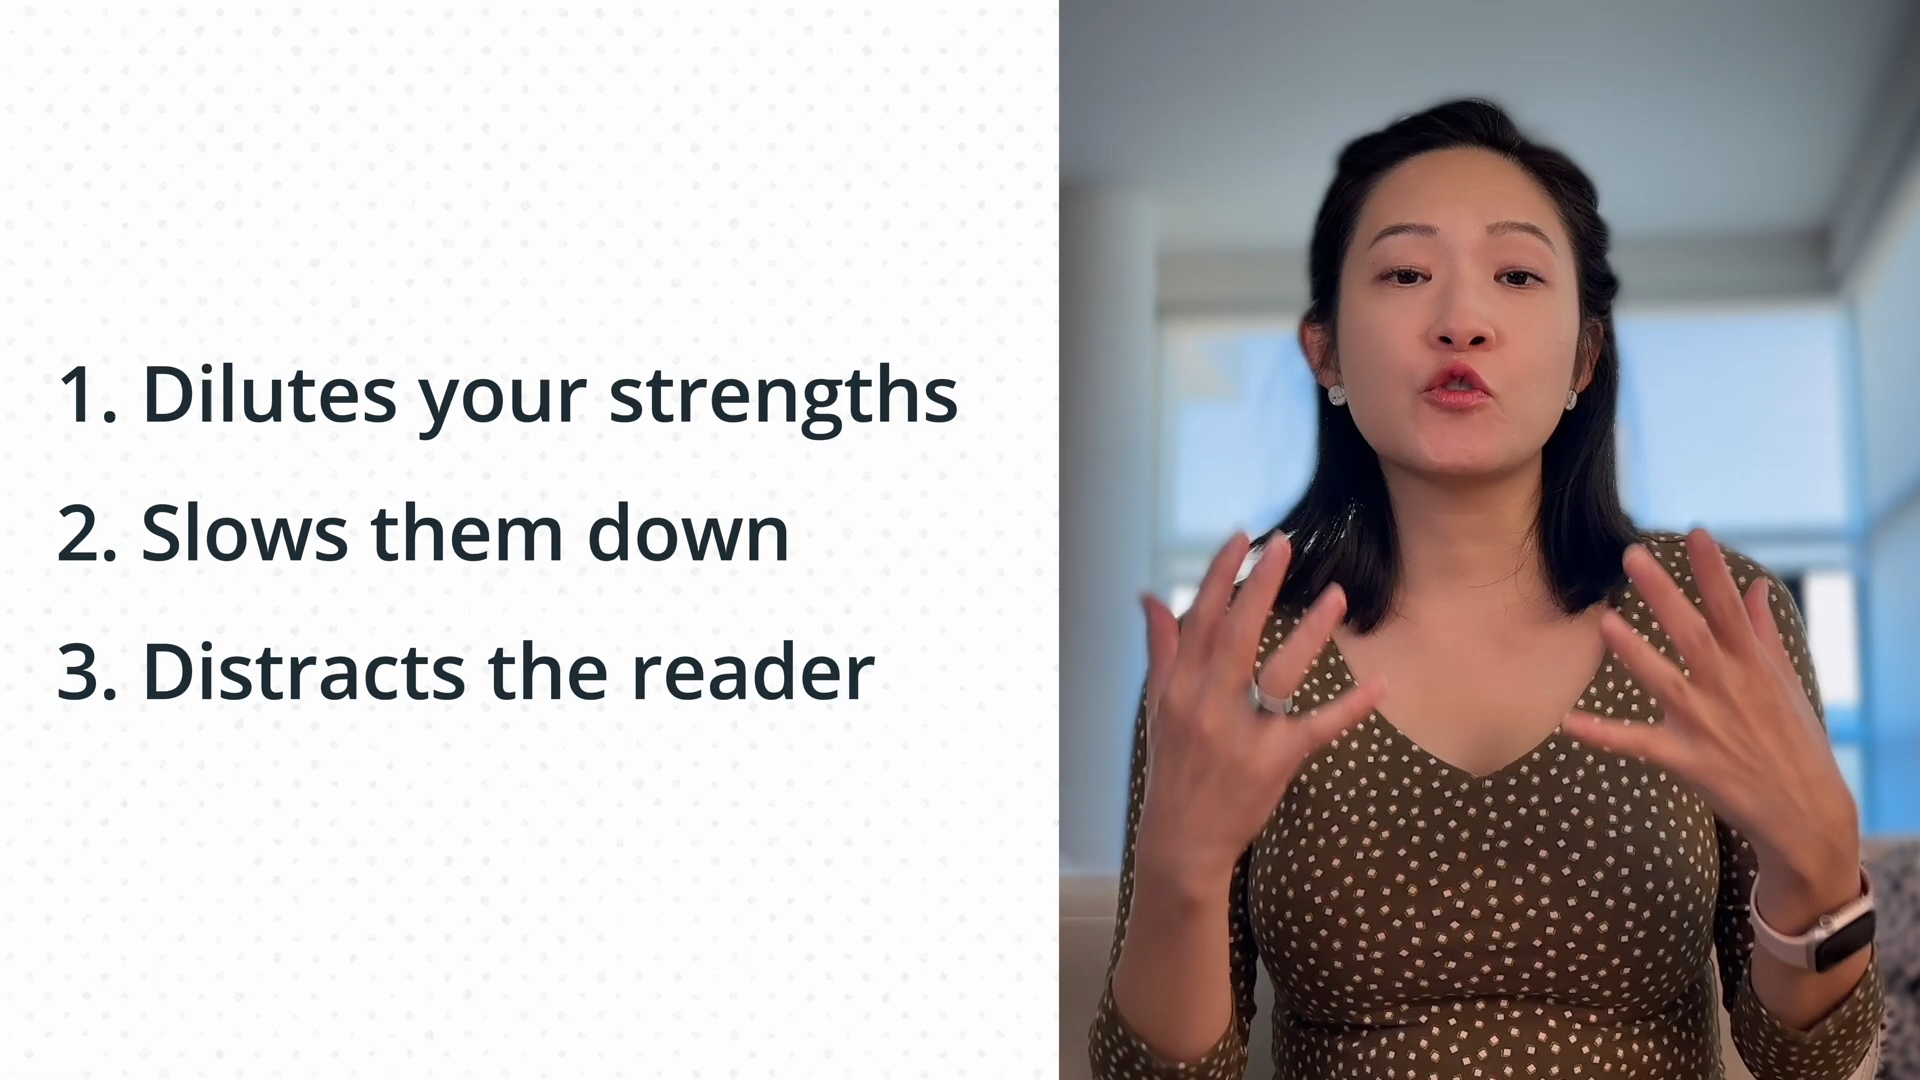 1. Dilutes your strengths
2. Slows them down
3. Distracts the reader